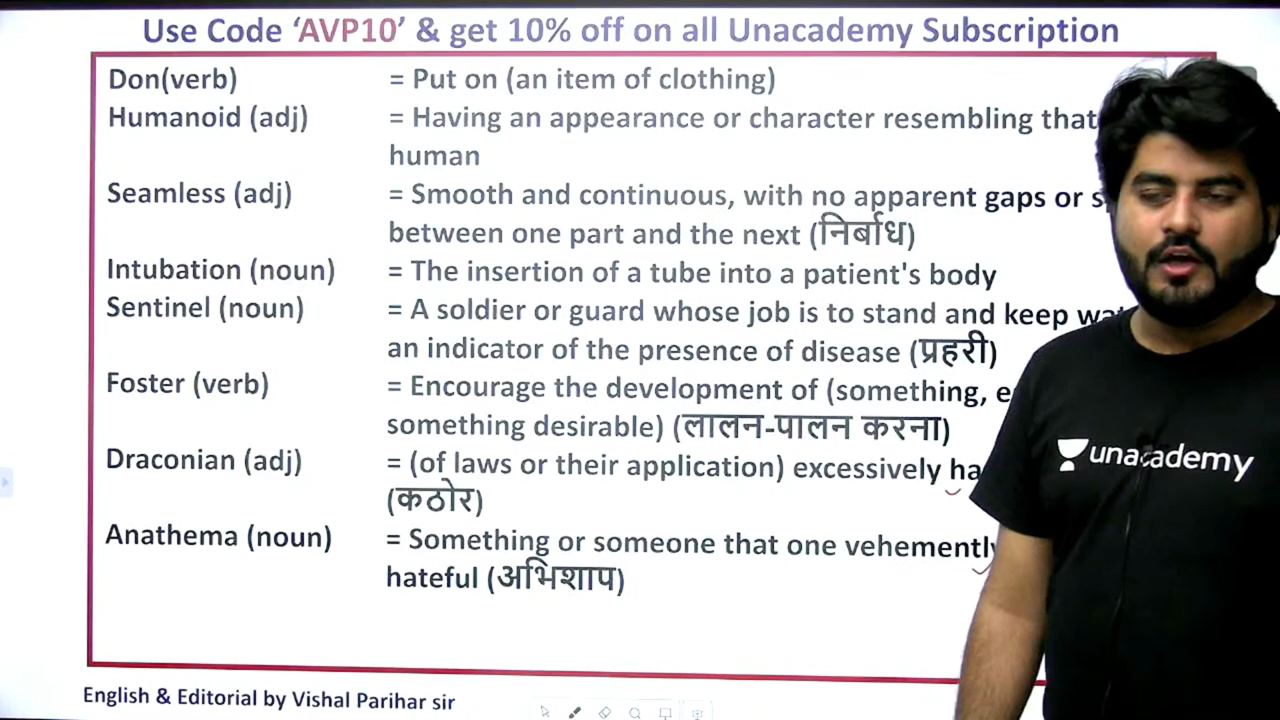 Use Code ‘AVP10’ & get 10% off on all Unacademy Subscription
Don(verb) = Put on (an item of clothing)
Humanoid (adj) = Having an appearance or character resembling that
human
Seamless (adj) = Smooth and continuous, with no apparent gaps or
between one part and the next (निर्बाध)
Intubation (noun) = The insertion of a tube into a patient's body
Sentinel (noun) = A soldier or guard whose job is to stand and keep
an indicator of the presence of disease (प्रहरी)
Foster (verb) = Encourage the development of (something,
something desirable) (लालन-पालन करना)
Draconian (adj) = (of laws or their application) excessively
(कठोर)
Anathema (noun) = Something or someone that one vehemently
hateful (अभिशाप)
unacademy
English & Editorial by Vishal Parihar sir